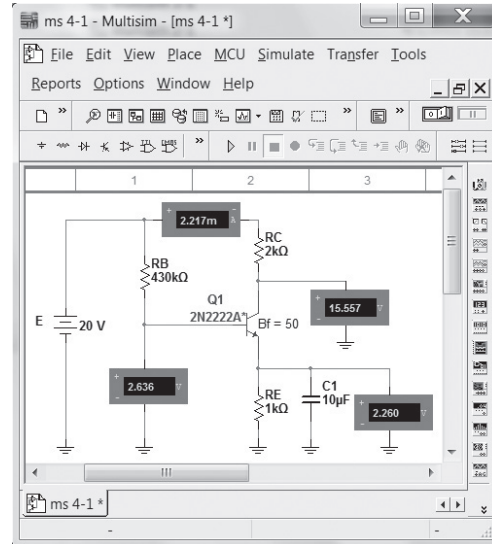 ms 4-1 - Multisim - [ms 4-1 *]
File Edit View Place MCU Simulate Transfer Tools
Reports Options Window Help
1 2 3
2.217m A
RC
2kΩ
RB
430kΩ
Q1
2N2222A*
Bf = 50
15.557 V
E 20 V
2.636 V
RE
1kΩ
C1
10µF
2.260 V
ms 4-1 *